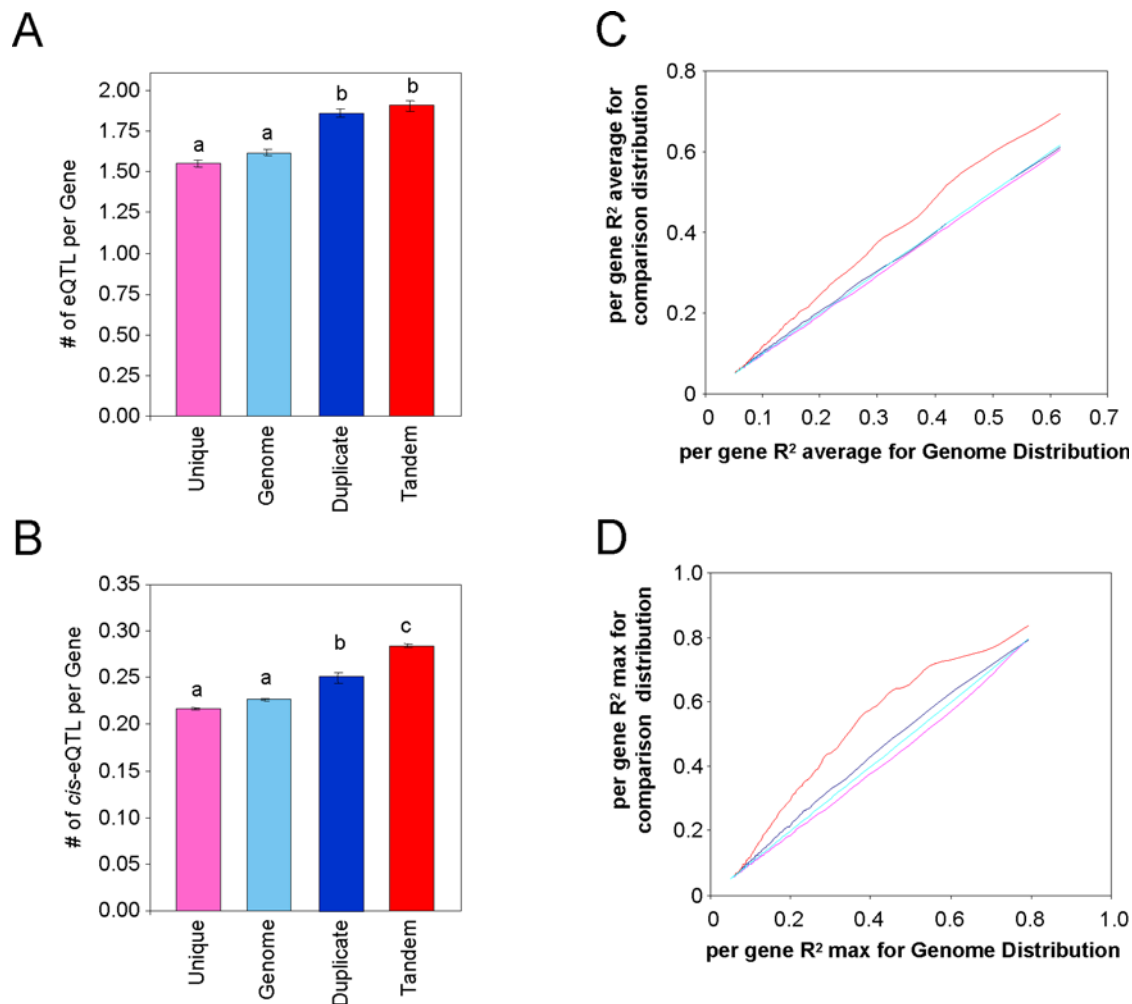 A
# of eQTL per Gene
2.00
1.75
1.50
1.25
1.00
0.75
0.50
0.25
0.00
a
a
b
b
Unique
Genome
Duplicate
Tandem
B
# of cis-eQTL per Gene
0.35
0.30
0.25
0.20
0.15
0.10
0.05
0.00
a
a
b
c
Unique
Genome
Duplicate
Tandem
C
per gene R² average for
comparison distribution
0.8
0.6
0.4
0.2
0
0 0.1 0.2 0.3 0.4 0.5 0.6 0.7
per gene R² average for Genome Distribution
D
per gene R² max for
comparison distribution
1.0
0.8
0.6
0.4
0.2
0
0 0.2 0.4 0.6 0.8 1.0
per gene R² max for Genome Distribution